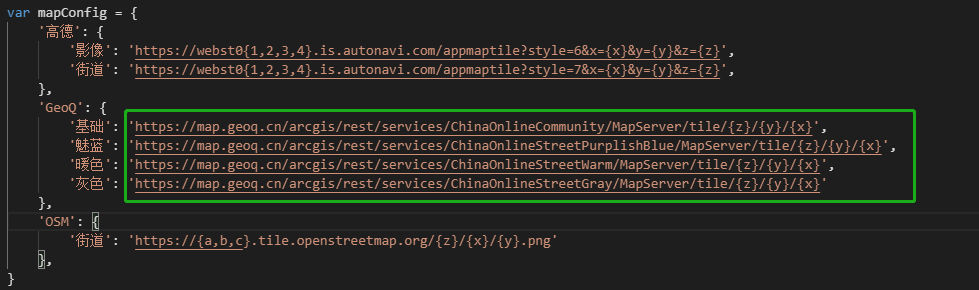 var mapConfig = {
'高德': {
'影像': 'https://webst0{1,2,3,4}.is.autonavi.com/appmaptile?style=6&x={x}&y={y}&z={z}',
'街道': 'https://webst0{1,2,3,4}.is.autonavi.com/appmaptile?style=7&x={x}&y={y}&z={z}',
},
'GeoQ': {
'基础': 'https://map.geoq.cn/arcgis/rest/services/ChinaOnlineCommunity/MapServer/tile/{z}/{y}/{x}',
'魅蓝': 'https://map.geoq.cn/arcgis/rest/services/ChinaOnlineStreetPurplishBlue/MapServer/tile/{z}/{y}/{x}',
'暖色': 'https://map.geoq.cn/arcgis/rest/services/ChinaOnlineStreetWarm/MapServer/tile/{z}/{y}/{x}',
'灰色': 'https://map.geoq.cn/arcgis/rest/services/ChinaOnlineStreetGray/MapServer/tile/{z}/{y}/{x}'
},
'OSM': {
'街道': 'https://{a,b,c}.tile.openstreetmap.org/{z}/{x}/{y}.png'
},
}